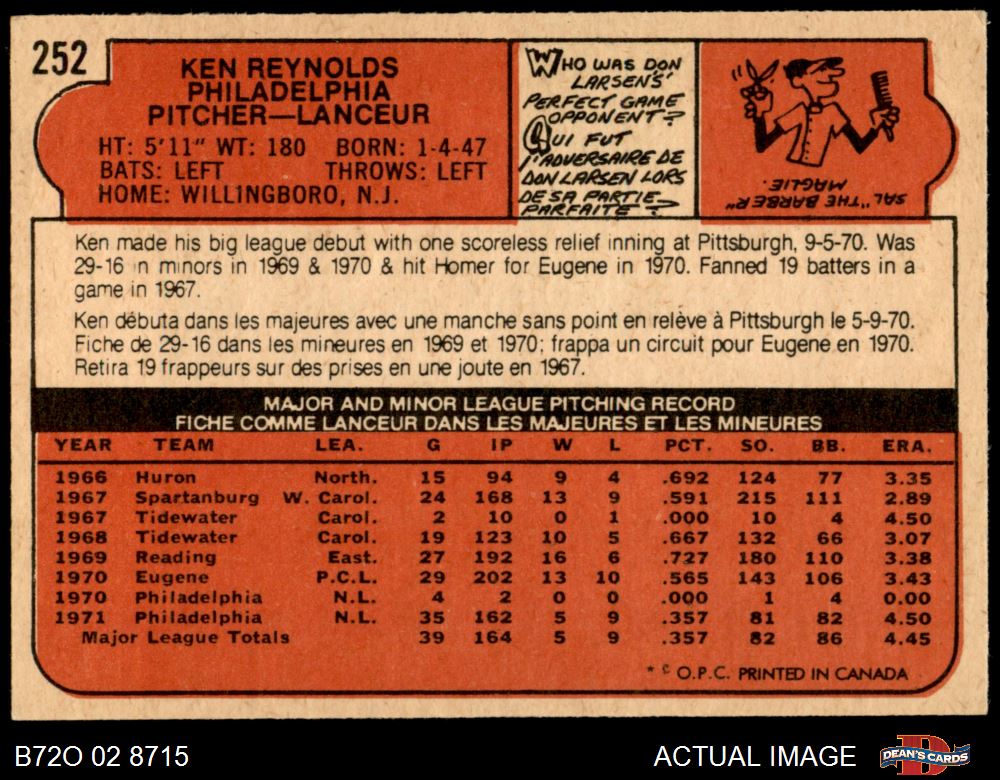 252
KEN REYNOLDS
PHILADELPHIA
PITCHER—LANCEUR
HT: 5'11" WT: 180 BORN: 1-4-47
BATS: LEFT THROWS: LEFT
HOME: WILLINGBORO, N.J.
WHO WAS DON
LARSEN'S'
PERFECT GAME
OPPONENT?
QUI FUT
l'ADVERSAIRE DE
DON LARSEN LORS
DE SA PARTIE
PARFAITE?
SAL "THE BARBER"
MAGLIE.
Ken made his big league debut with one scoreless relief inning at Pittsburgh, 9-5-70. Was
29-16 in minors in 1969 & 1970 & hit Homer for Eugene in 1970. Fanned 19 batters in a
game in 1967.
Ken débuta dans les majeures avec une manche sans point en relève à Pittsburgh le 5-9-70.
Fiche de 29-16 dans les mineures en 1969 et 1970; frappa un circuit pour Eugene en 1970.
Retira 19 frappeurs sur des prises en une joute en 1967.
MAJOR AND MINOR LEAGUE PITCHING RECORD
FICHE COMME LANCEUR DANS LES MAJEURES ET LES MINEURES
YEAR TEAM LEA. G IP W L PCT. SO. BB. ERA.
1966 Huron North. 15 94 9 4 .692 124 77 3.35
1967 Spartanburg W. Carol. 24 168 13 9 .591 215 111 2.89
1967 Tidewater Carol. 2 10 0 1 .000 10 4 4.50
1968 Tidewater Carol. 19 123 10 5 .667 132 66 3.07
1969 Reading East. 27 192 16 6 .727 180 110 3.38
1970 Eugene P.C.L. 29 202 13 10 .565 143 106 3.43
1970 Philadelphia N.L. 4 2 0 0 .000 1 4 0.00
1971 Philadelphia N.L. 35 162 5 9 .357 81 82 4.50
Major League Totals 39 164 5 9 .357 82 86 4.45
* © O.P.C. PRINTED IN CANADA
B72O 02 8715
ACTUAL IMAGE
DEAN'S CARDS